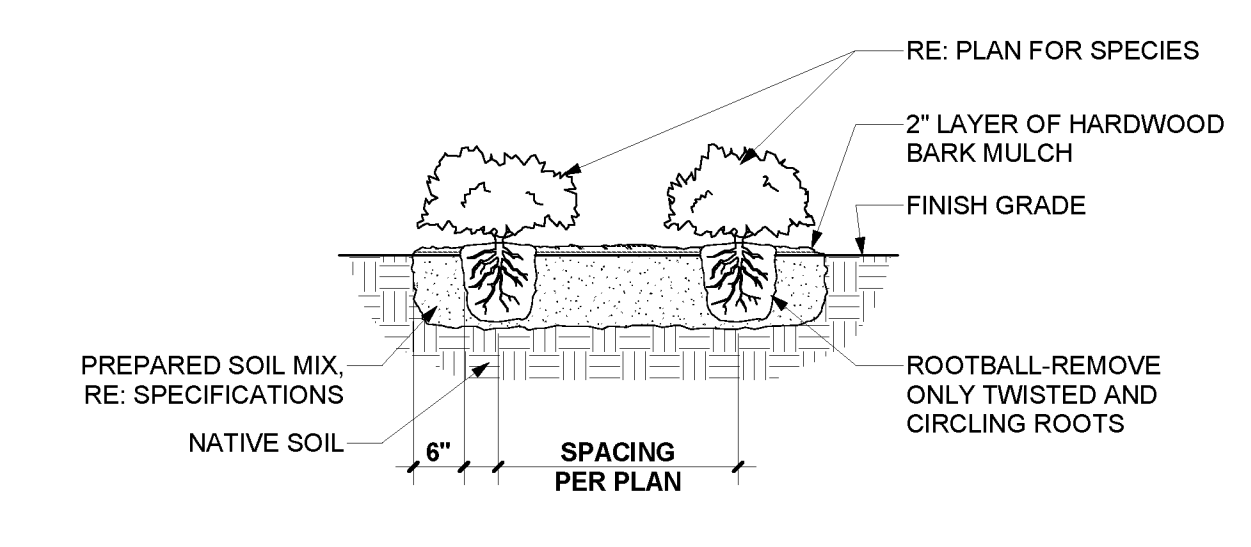 RE: PLAN FOR SPECIES
2" LAYER OF HARDWOOD
BARK MULCH
FINISH GRADE
PREPARED SOIL MIX,
RE: SPECIFICATIONS
NATIVE SOIL
ROOTBALL-REMOVE
ONLY TWISTED AND
CIRCLING ROOTS
6"
SPACING
PER PLAN